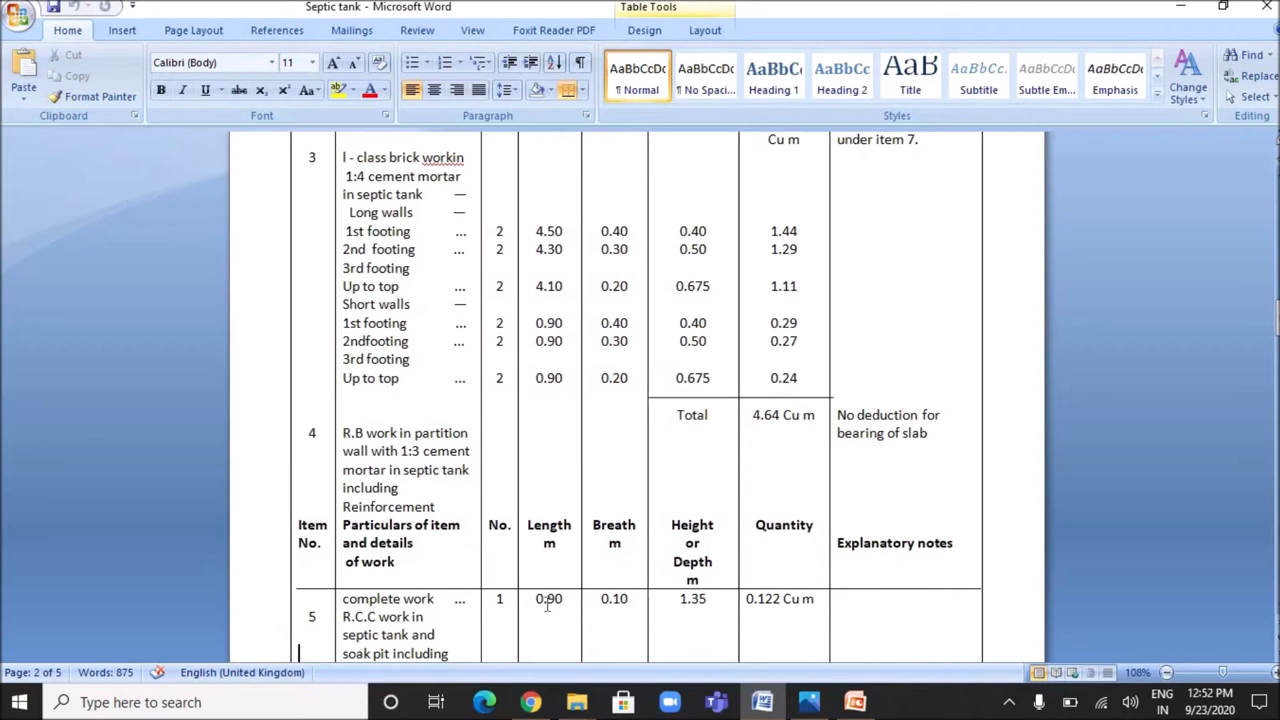 Septic tank - Microsoft Word
Table Tools
Home Insert Page Layout References Mailings Review View Foxit Reader PDF Design Layout
Paste
Cut
Copy
Format Painter
Clipboard
Calibri (Body) 11
B I U
Font
Paragraph
AaBbCcDc AaBbCcDc AaBbC AaBbCc AaB AaBbCc. AaBbCcDc AaBbCcDc
¶ Normal ¶ No Spaci... Heading 1 Heading 2 Title Subtitle Subtle Em... Emphasis
Change Styles
Styles
Find
Replace
Select
Editing
Cu m under item 7.
3 I - class brick workin
1:4 cement mortar
in septic tank —
Long walls —
1st footing ... 2 4.50 0.40 0.40 1.44
2nd footing ... 2 4.30 0.30 0.50 1.29
3rd footing
Up to top ... 2 4.10 0.20 0.675 1.11
Short walls —
1st footing ... 2 0.90 0.40 0.40 0.29
2ndfooting ... 2 0.90 0.30 0.50 0.27
3rd footing
Up to top ... 2 0.90 0.20 0.675 0.24
Total 4.64 Cu m No deduction for
4 R.B work in partition bearing of slab
wall with 1:3 cement
mortar in septic tank
including
Reinforcement
Item Particulars of item No. Length Breath Height Quantity
No. and details m m or Explanatory notes
of work Depth
m
complete work ... 1 0.90 0.10 1.35 0.122 Cu m
5 R.C.C work in
septic tank and
soak pit including
Page: 2 of 5 Words: 875 English (United Kingdom) 108%
Type here to search
ENG
IN
12:52 PM
9/23/2020